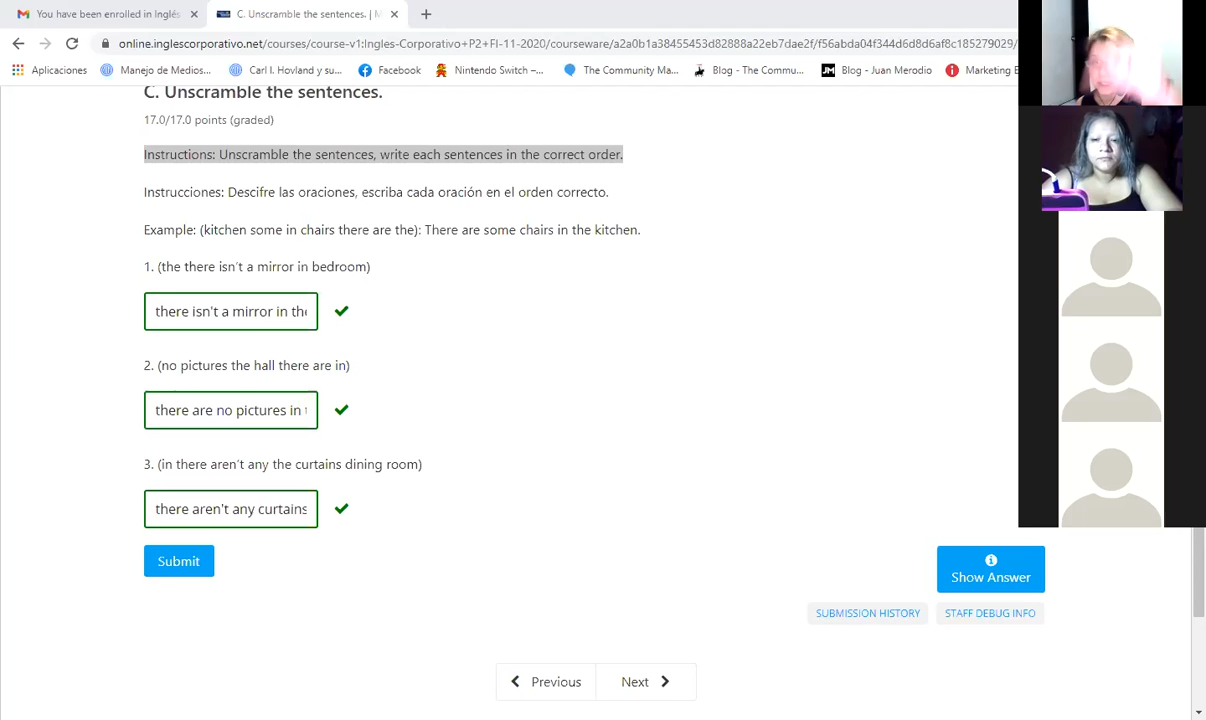 You have been enrolled in Inglés
C. Unscramble the sentences. | M
online.inglescorporativo.net/courses/course-v1:Ingles-Corporativo+P2+FI-11-2020/courseware/a2a0b1a38455453d82888a22eb7dae2f/f56abda04f344d6d8d6af8c185279029/
Aplicaciones
Manejo de Medios...
Carl I. Hovland y su...
Facebook
Nintendo Switch –...
The Community Ma...
Blog - The Commu...
JM
Blog - Juan Merodio
Marketing E
C. Unscramble the sentences.
17.0/17.0 points (graded)
Instructions: Unscramble the sentences, write each sentences in the correct order.
Instrucciones: Descifre las oraciones, escriba cada oración en el orden correcto.
Example: (kitchen some in chairs there are the): There are some chairs in the kitchen.
1. (the there isn´t a mirror in bedroom)
there isn't a mirror in the
2. (no pictures the hall there are in)
there are no pictures in
3. (in there aren´t any the curtains dining room)
there aren't any curtains
Submit
Show Answer
SUBMISSION HISTORY
STAFF DEBUG INFO
Previous
Next